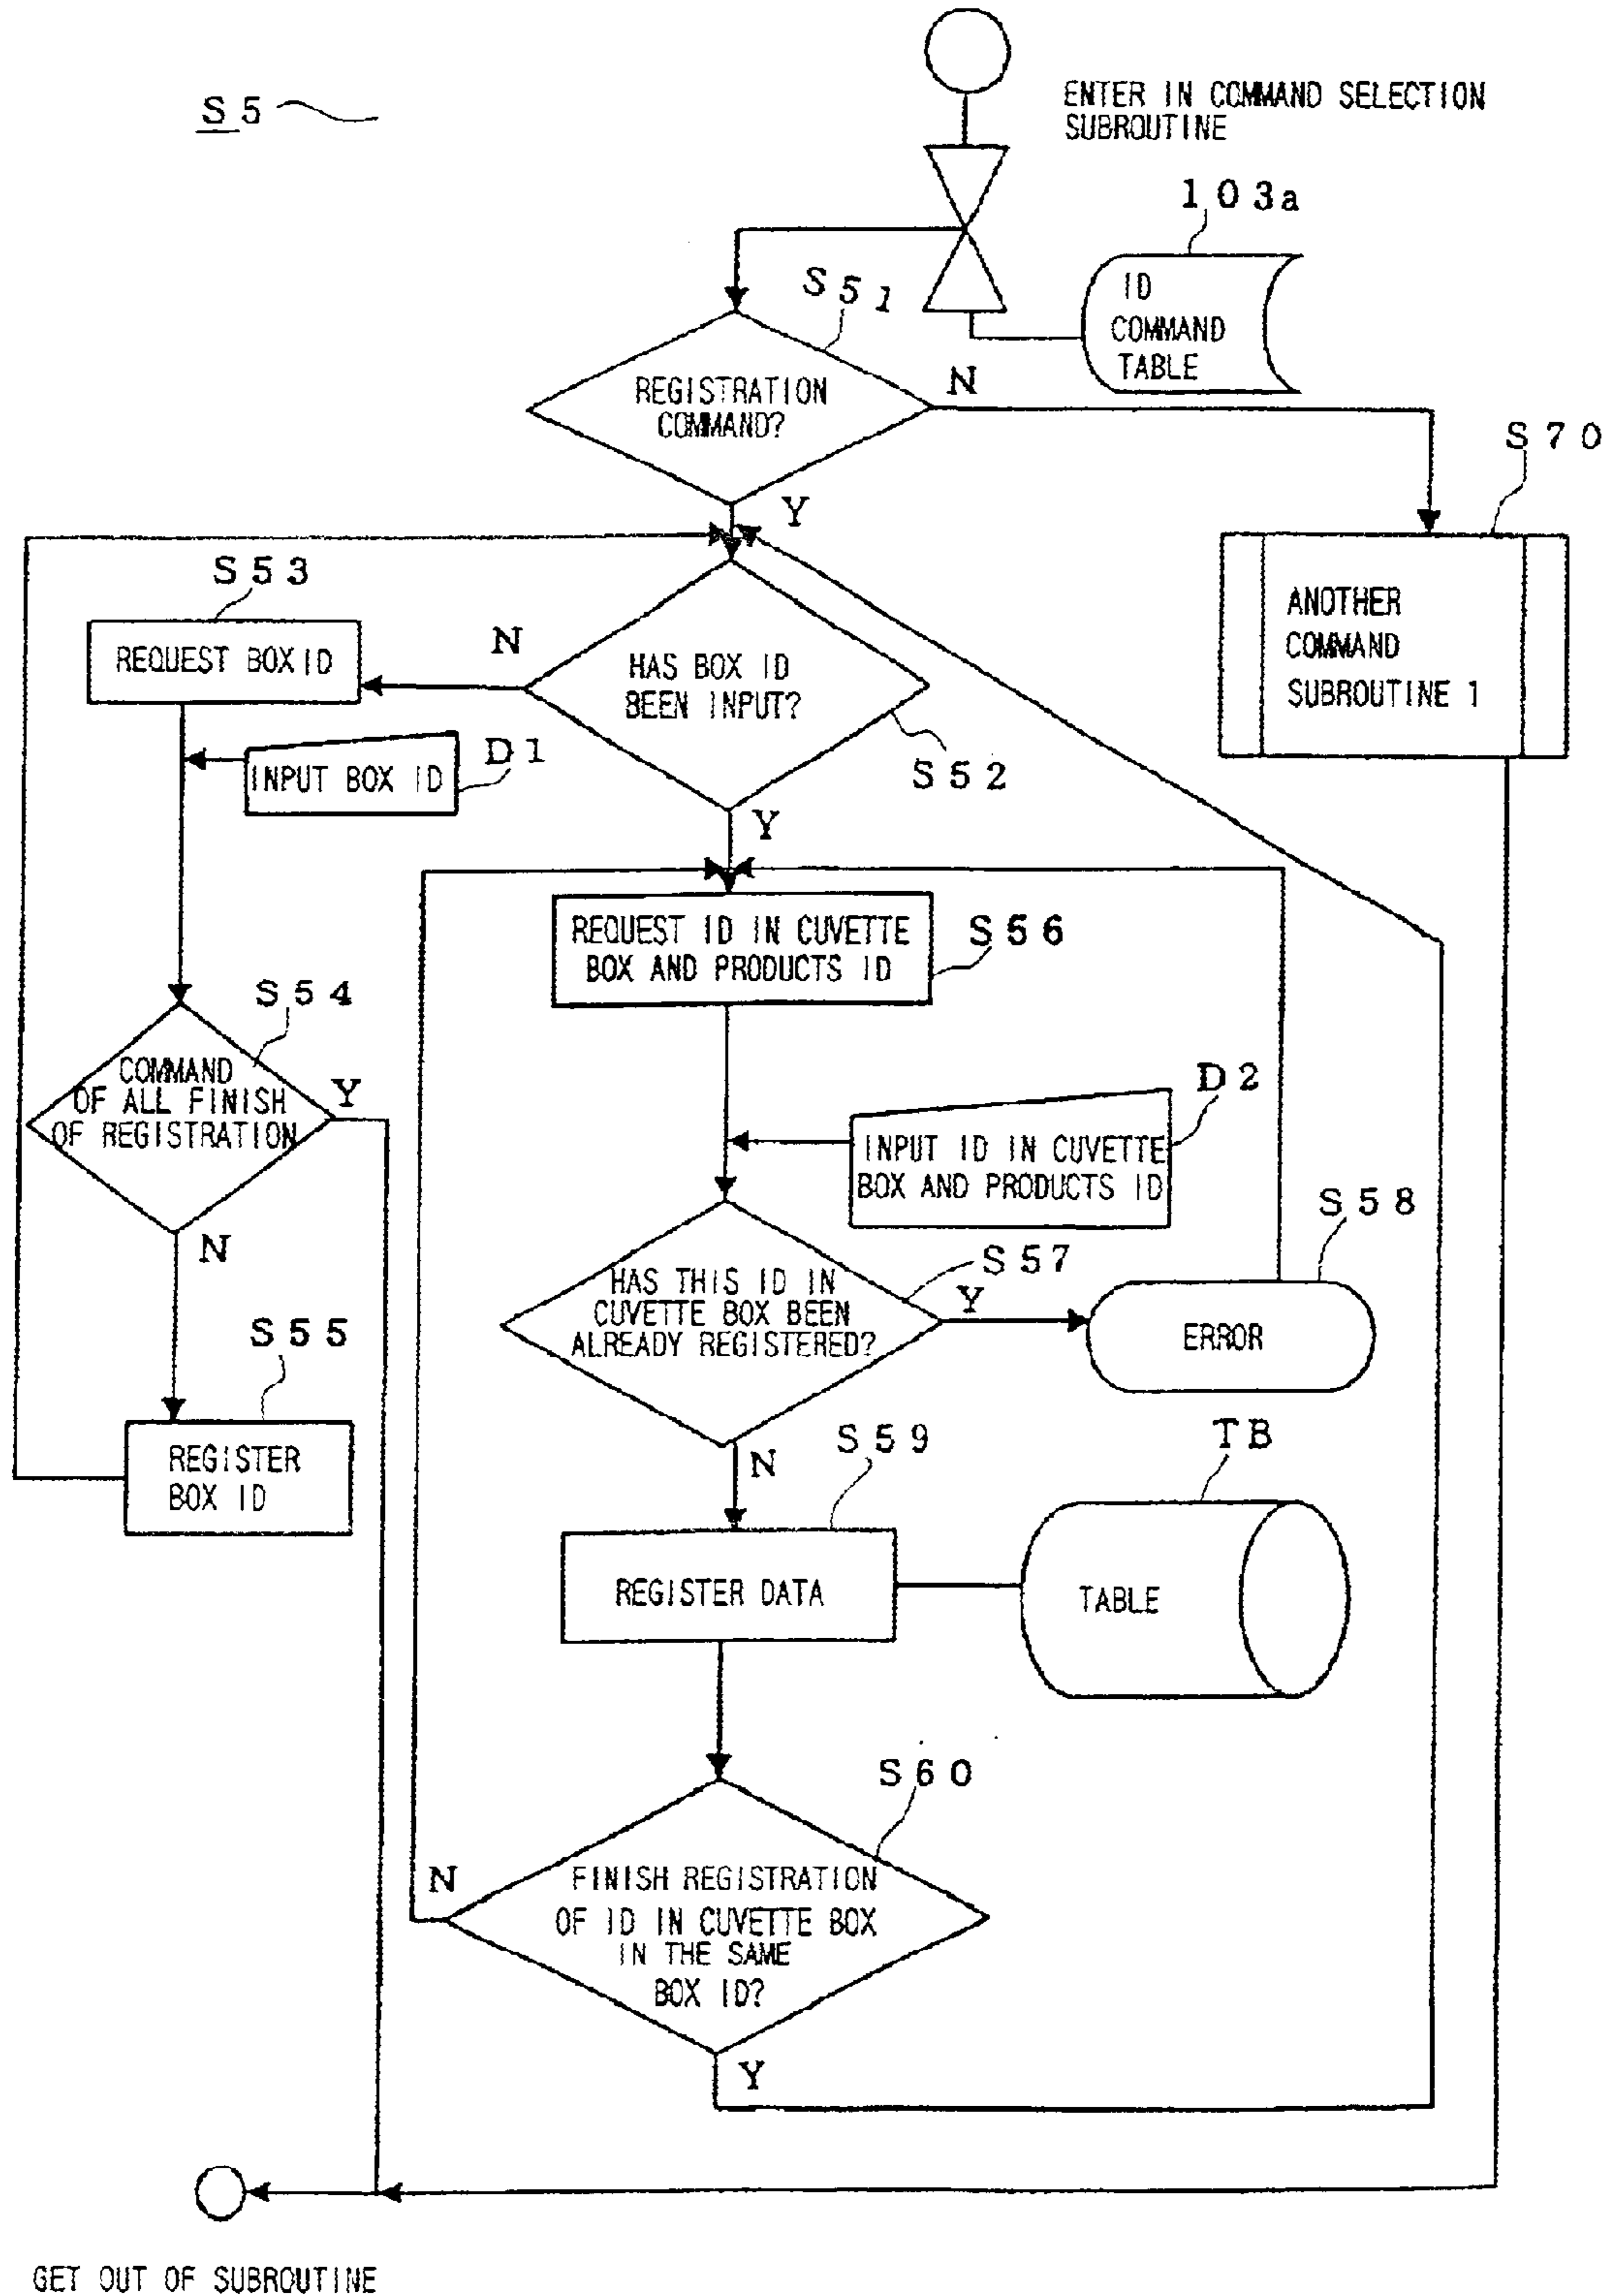 S5
ENTER IN COMMAND SELECTION
SUBROUTINE
103a
ID
COMMAND
TABLE
S51
REGISTRATION
COMMAND?
N
Y
S70
ANOTHER
COMMAND
SUBROUTINE 1
S53
REQUEST BOX ID
N
HAS BOX ID
BEEN INPUT?
S52
D1
INPUT BOX ID
Y
REQUEST ID IN CUVETTE
BOX AND PRODUCTS ID
S56
S54
COMMAND
OF ALL FINISH
OF REGISTRATION
Y
N
D2
INPUT ID IN CUVETTE
BOX AND PRODUCTS ID
S57
HAS THIS ID IN
CUVETTE BOX BEEN
ALREADY REGISTERED?
Y
S58
ERROR
S55
REGISTER
BOX ID
N
S59
REGISTER DATA
TB
TABLE
S60
N
FINISH REGISTRATION
OF ID IN CUVETTE BOX
IN THE SAME
BOX ID?
Y
GET OUT OF SUBROUTINE